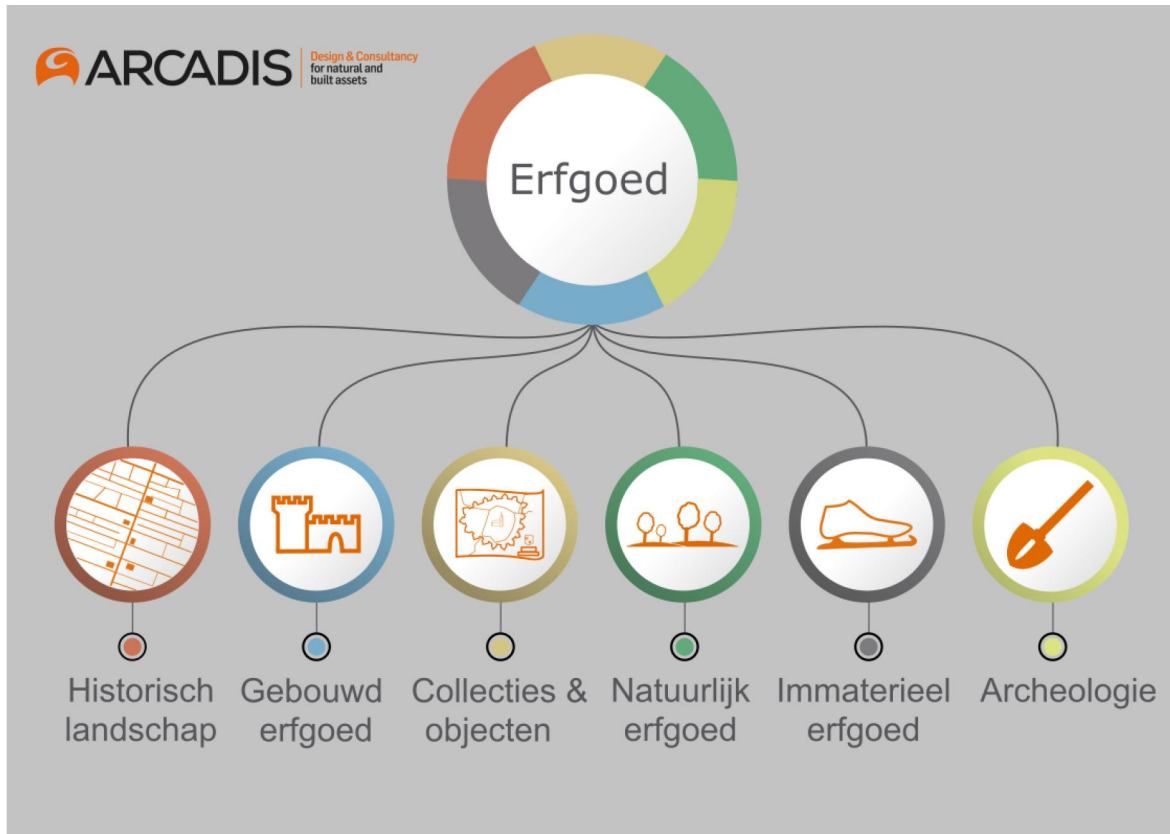 ARCADIS
Design & Consultancy
for natural and
built assets
Erfgoed
Historisch
landschap
Gebouwd
erfgoed
Collecties &
objecten
Natuurlijk
erfgoed
Immaterieel
erfgoed
Archeologie